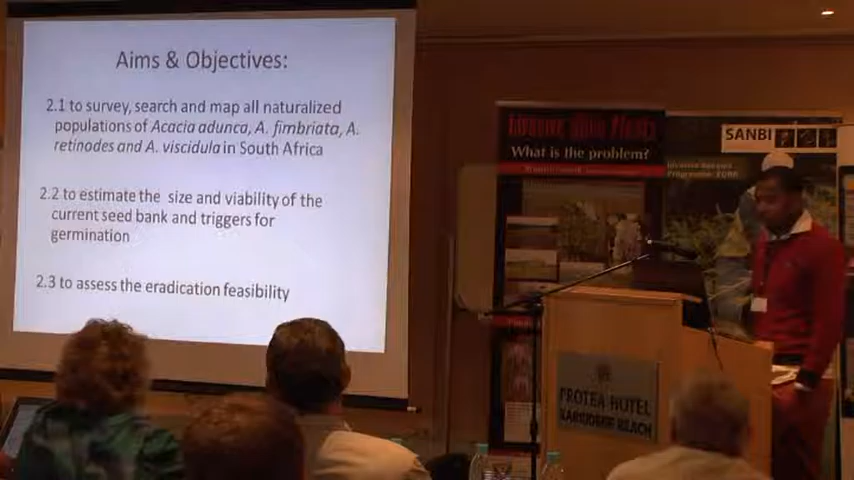 Aims & Objectives:
2.1 to survey, search and map all naturalized
populations of Acacia adunca, A. fimbriata, A.
retinodes and A. viscidula in South Africa
2.2 to estimate the size and viability of the
current seed bank and triggers for
germination
2.3 to assess the eradication feasibility
What is the problem?
SANBI
PROTEA HOTEL